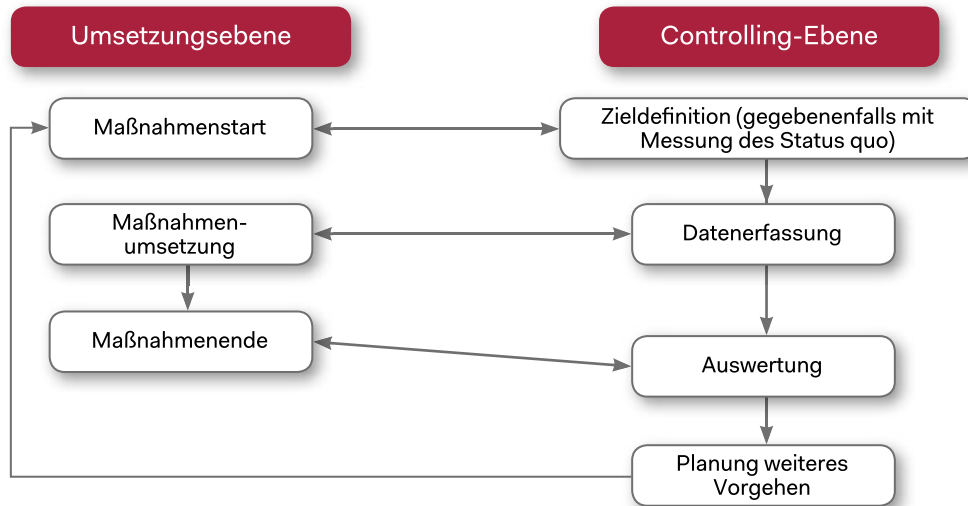 Umsetzungsebene
Controlling-Ebene
Maßnahmenstart
Zieldefinition (gegebenenfalls mit
Messung des Status quo)
Maßnahmen-
umsetzung
Datenerfassung
Maßnahmenende
Auswertung
Planung weiteres
Vorgehen